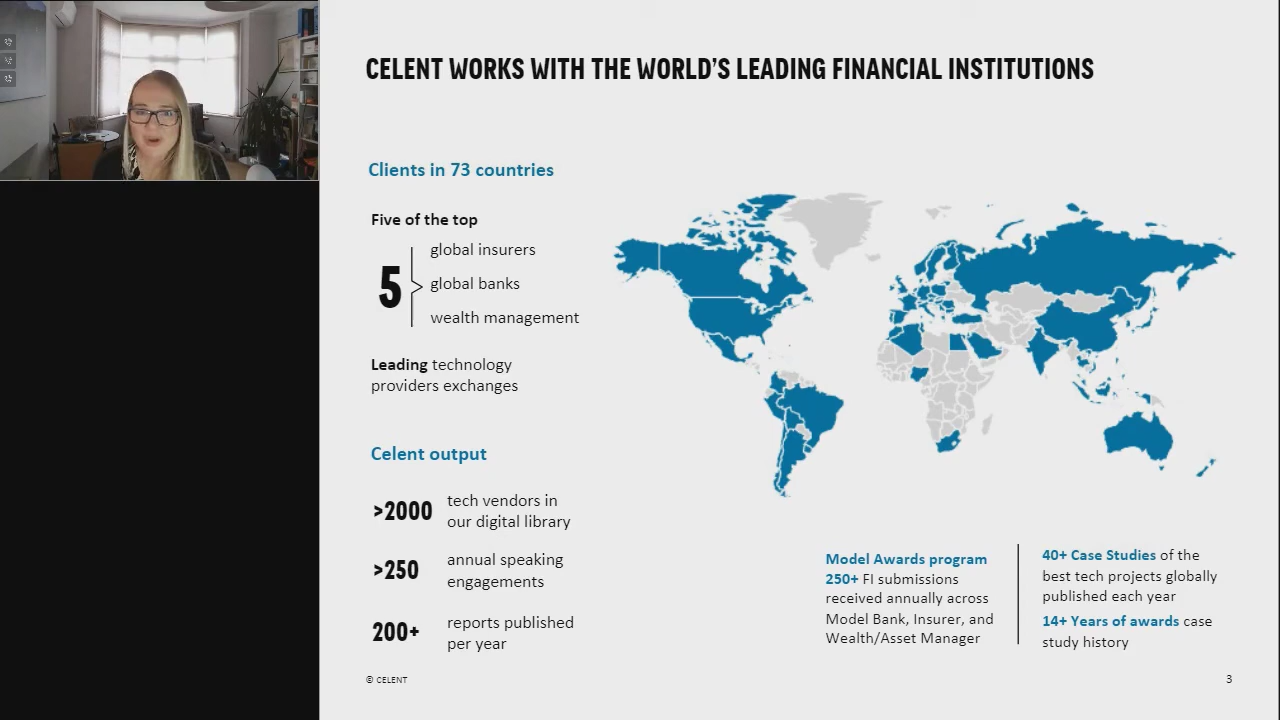 CELENT WORKS WITH THE WORLD'S LEADING FINANCIAL INSTITUTIONS
Clients in 73 countries
Five of the top
5
global insurers
global banks
wealth management
Leading technology
providers exchanges
Celent output
>2000
tech vendors in
our digital library
>250
annual speaking
engagements
200+
reports published
per year
Model Awards program
250+ FI submissions
received annually across
Model Bank, Insurer, and
Wealth/Asset Manager
40+ Case Studies of the
best tech projects globally
published each year
14+ Years of awards case
study history
© CELENT
3